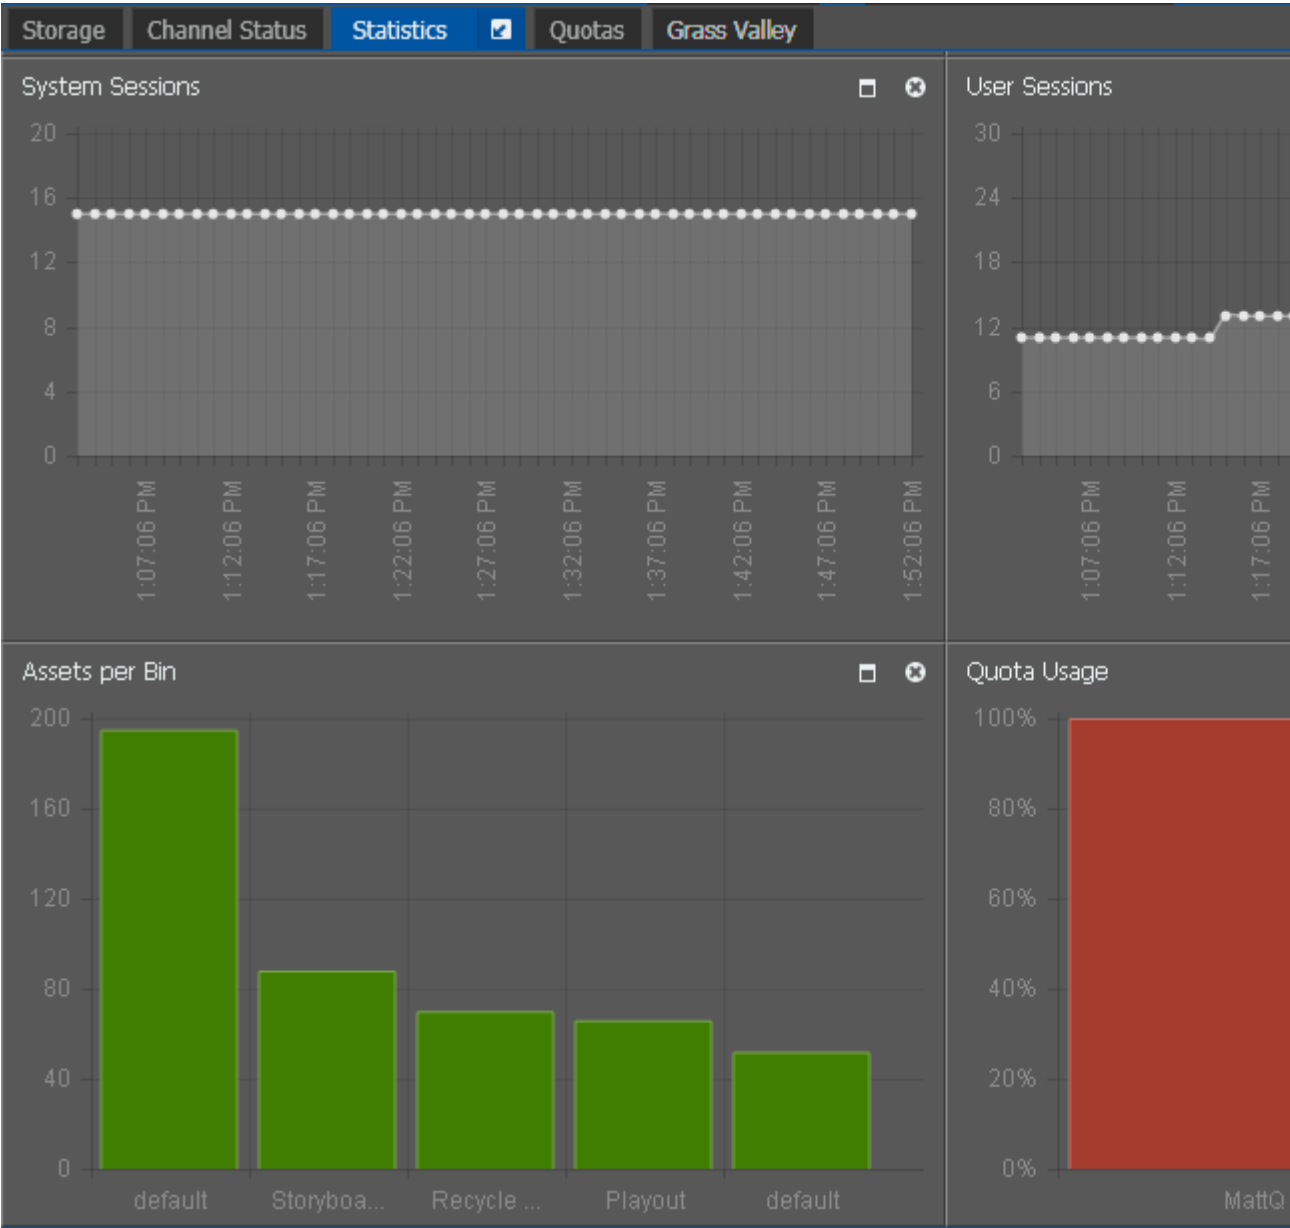 Storage Channel Status Statistics Quotas Grass Valley
System Sessions
20
16
12
8
4
0
1:07:06 PM
1:12:06 PM
1:17:06 PM
1:22:06 PM
1:27:06 PM
1:32:06 PM
1:37:06 PM
1:42:06 PM
1:47:06 PM
1:52:06 PM
User Sessions
30
24
18
12
6
0
1:07:06 PM
1:12:06 PM
1:17:06 PM
Assets per Bin
200
160
120
80
40
0
default Storyboa... Recycle ... Playout default
Quota Usage
100%
80%
60%
40%
20%
0%
MattQ